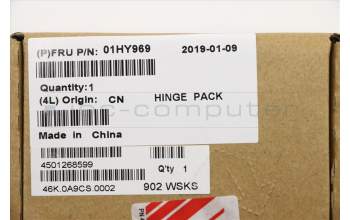 (P)FRU P/N: 01HY969 2019-01-09
Quantity:1
(4L) Origin: CN HINGE PACK
Made in China
4501268599 Q'ty 1
46K.0A9CS.0002 902 WSKS